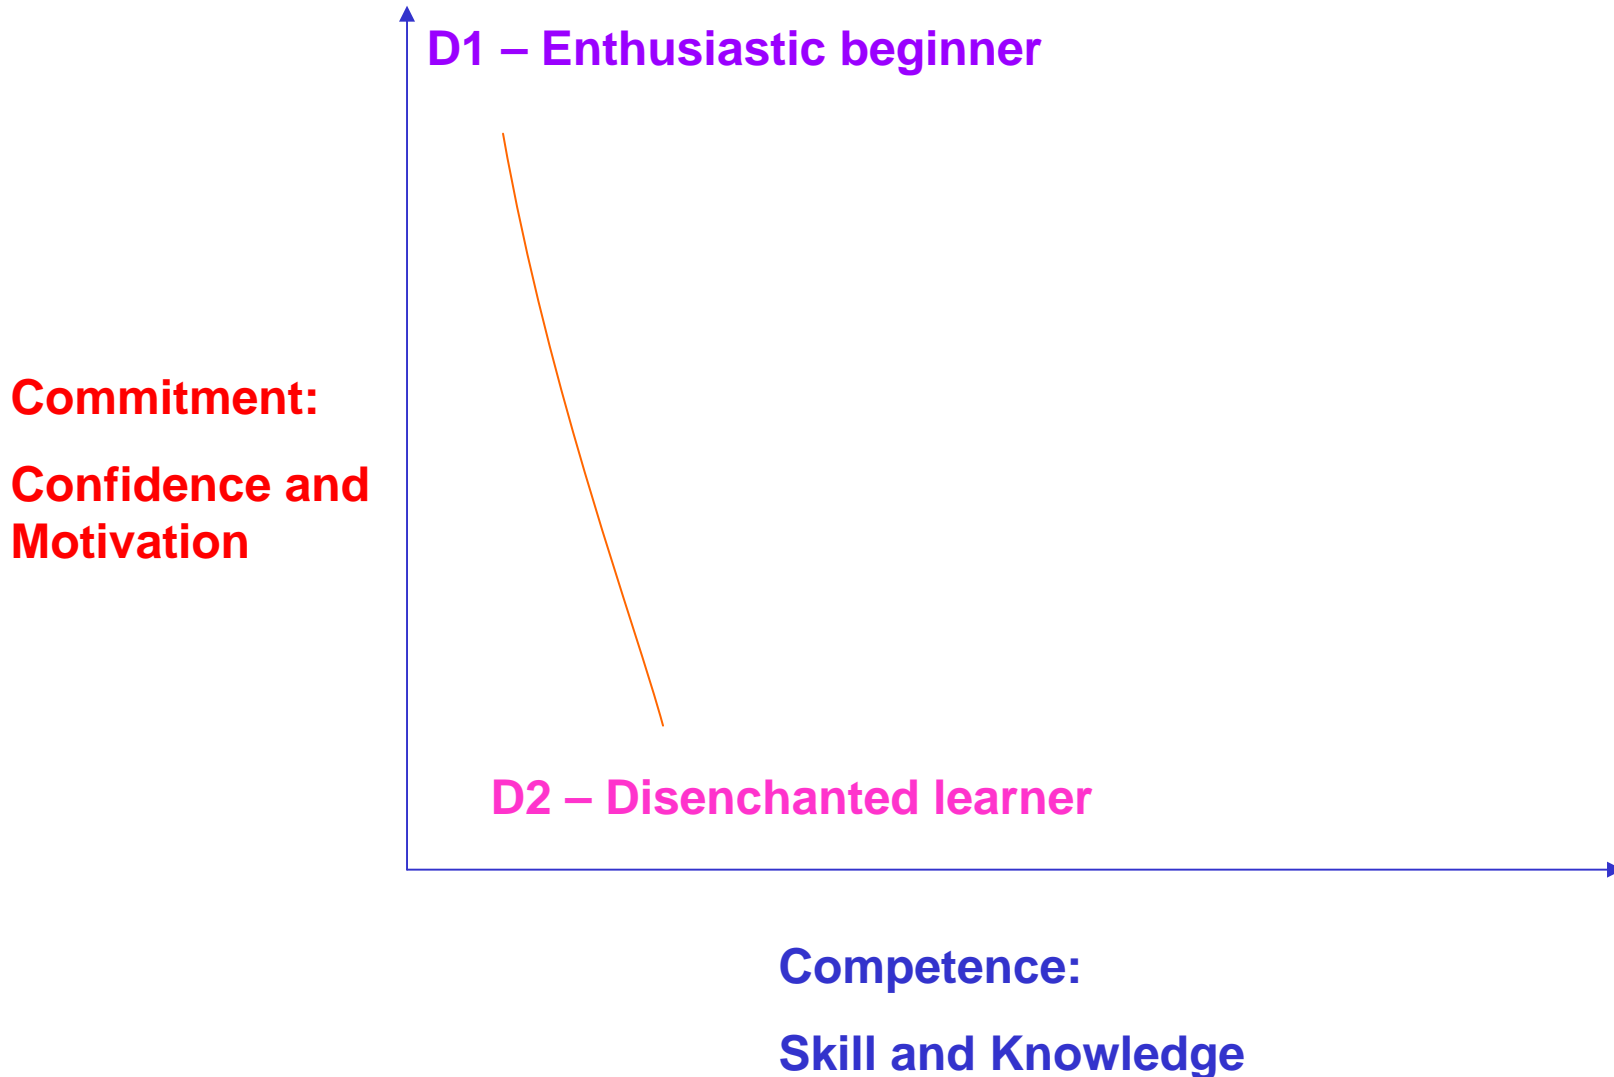 D1 – Enthusiastic beginner
Commitment:
Confidence and
Motivation
D2 – Disenchanted learner
Competence:
Skill and Knowledge